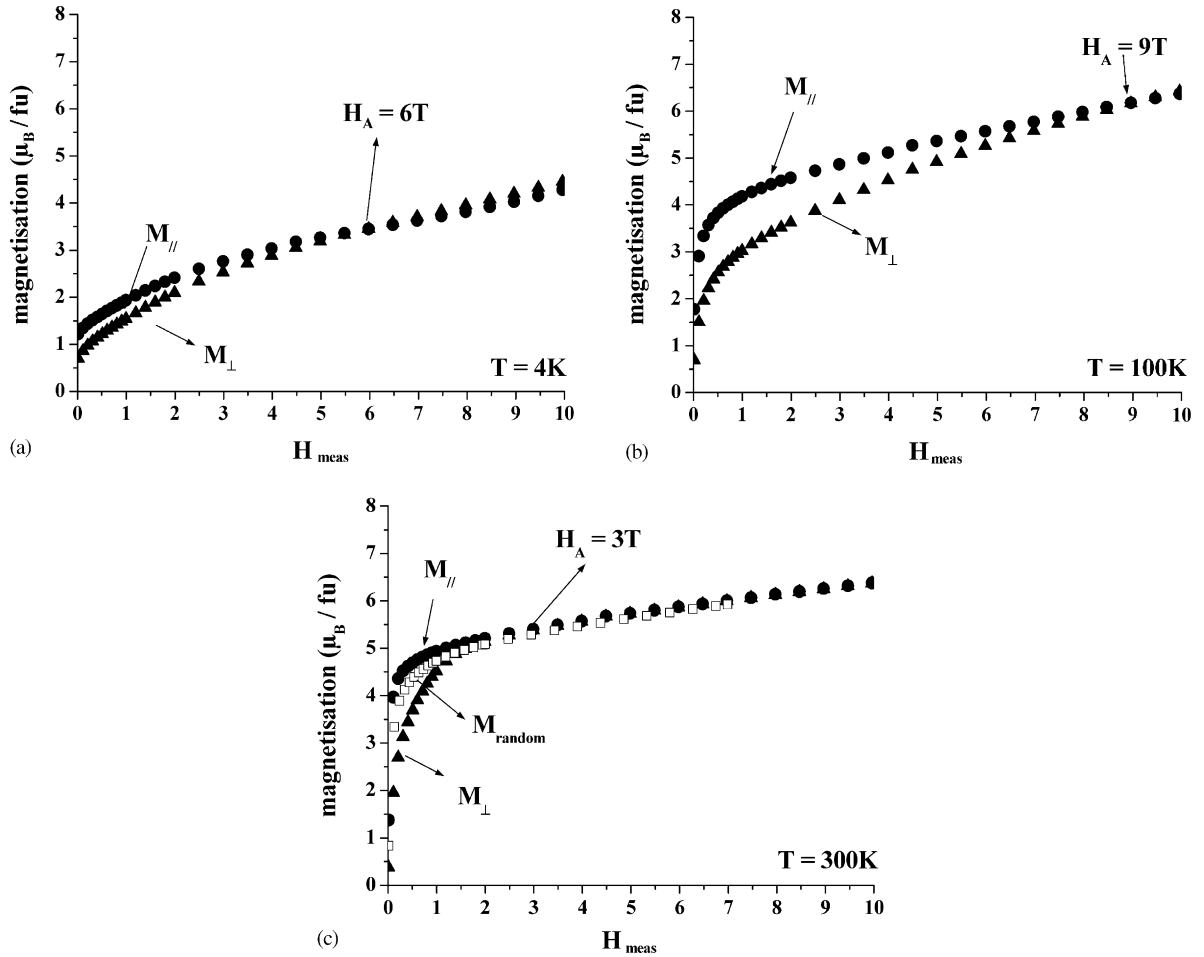 8
7
6
5
4
3
2
1
0
magnetisation (μB / fu)
HA = 6T
M//
M⊥
T = 4K
0 1 2 3 4 5 6 7 8 9 10
(a)
Hmeas
8
7
6
5
4
3
2
1
0
magnetisation (μB / fu)
HA = 9T
M//
M⊥
T = 100K
0 1 2 3 4 5 6 7 8 9 10
(b)
Hmeas
8
7
6
5
4
3
2
1
0
magnetisation (μB / fu)
HA = 3T
M//
Mrandom
M⊥
T = 300K
0 1 2 3 4 5 6 7 8 9 10
(c)
Hmeas